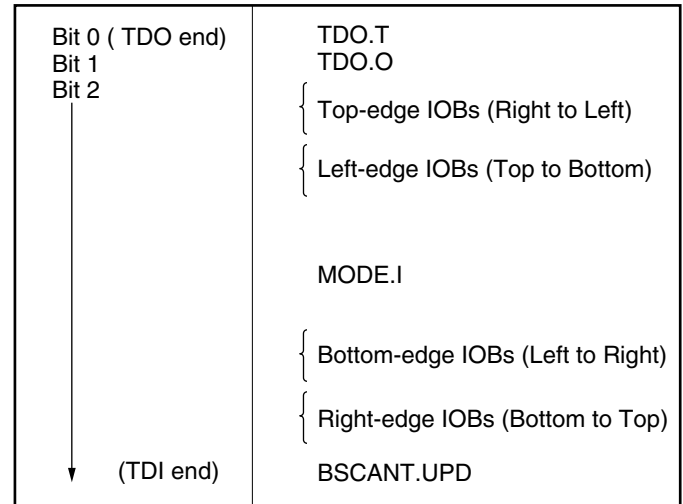 Bit 0 ( TDO end) TDO.T
Bit 1 TDO.O
Bit 2
Top-edge IOBs (Right to Left)
Left-edge IOBs (Top to Bottom)
MODE.I
Bottom-edge IOBs (Left to Right)
Right-edge IOBs (Bottom to Top)
(TDI end) BSCANT.UPD